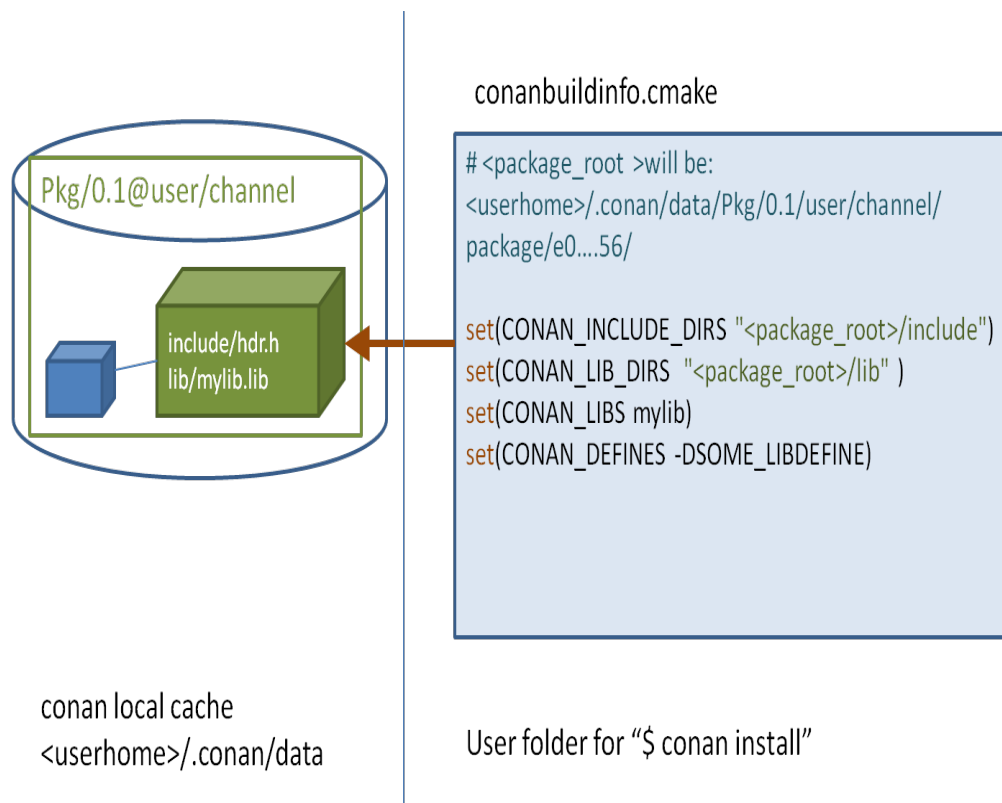 Pkg/0.1@user/channel
include/hdr.h
lib/mylib.lib
conan local cache
<userhome>/.conan/data
conanbuildinfo.cmake
# <package_root >will be:
<userhome>/.conan/data/Pkg/0.1/user/channel/
package/e0....56/
set(CONAN_INCLUDE_DIRS "<package_root>/include")
set(CONAN_LIB_DIRS "<package_root>/lib" )
set(CONAN_LIBS mylib)
set(CONAN_DEFINES -DSOME_LIBDEFINE)
User folder for “$ conan install”